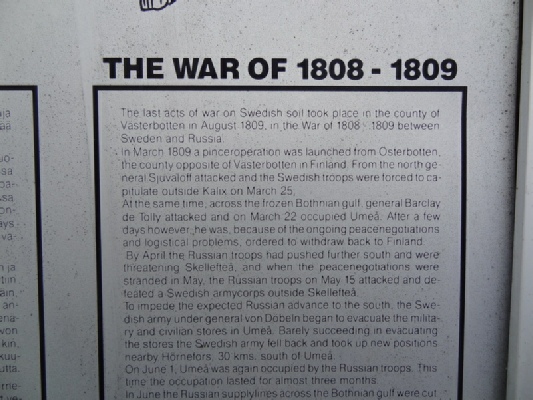 THE WAR OF 1808 - 1809
The last acts of war on Swedish soil took place in the county of
Västerbotten in August 1809, in the War of 1808 - 1809 between
Sweden and Russia.
In March 1809 a pinceroperation was launched from Österbotten,
the county opposite of Västerbotten in Finland. From the north ge-
neral Sjuvaloff attacked and the Swedish troops were forced to ca-
pitulate outside Kalix on March 25.
At the same time, across the frozen Bothnian gulf, general Barclay
de Tolly attacked and on March 22 occupied Umeå. After a few
days however, he was, because of the ongoing peacenegotiations
and logistical problems, ordered to withdraw back to Finland.
By April the Russian troops had pushed further south and were
threatening Skellefteå, and when the peacenegotiations were
stranded in May, the Russian troops on May 15 attacked and de-
feated a Swedish armycorps outside Skellefteå.
To impede the expected Russian advance to the south, the Swe-
dish army under general von Döbeln began to evacuate the milita-
ry and civilian stores in Umeå. Barely succeeding in evacuating
the stores the Swedish army fell back and took up new positions
nearby Hörnefors, 30 kms. south of Umeå.
On June 1, Umeå was again occupied by the Russian troops. This
time the occupation lasted for almost three months.
In June the Russian supplylines across the Bothnian gulf were cut